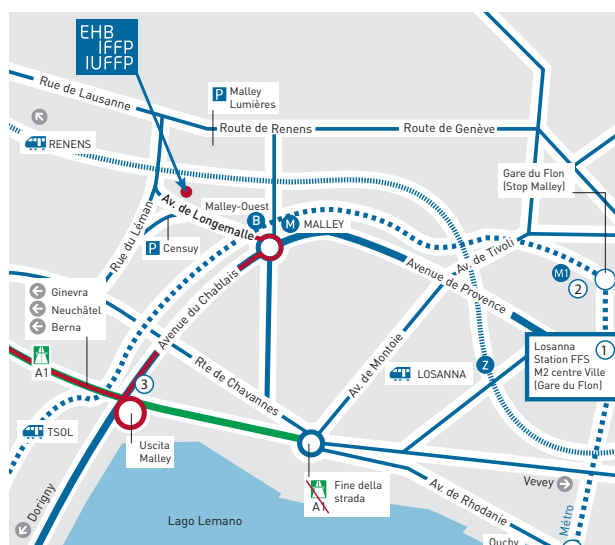 EHB
IFFP
IUFFP
Rue de Lausanne
P Malley
Lumières
Route de Renens
Route de Genève
RENENS
Gare du Flon
(Stop Malley)
Malley-Ouest
Av. de Longemalle
B
M
MALLEY
P Censuy
Rue du Léman
Av. de Tivoli
M1
2
Ginevra
Neuchâtel
Berna
Avenue du Chablais
Avenue de Provence
Losanna
Station FFS
M2 centre Ville
(Gare du Flon)
1
A1
3
Rte de Chavannes
Av. de Montoie
LOSANNA
Z
TSOL
Uscita
Malley
Fine della
strada
A1
Av. de Rhodanie
Vevey
Dorigny
Lago Lemano
Métro
Ouchy